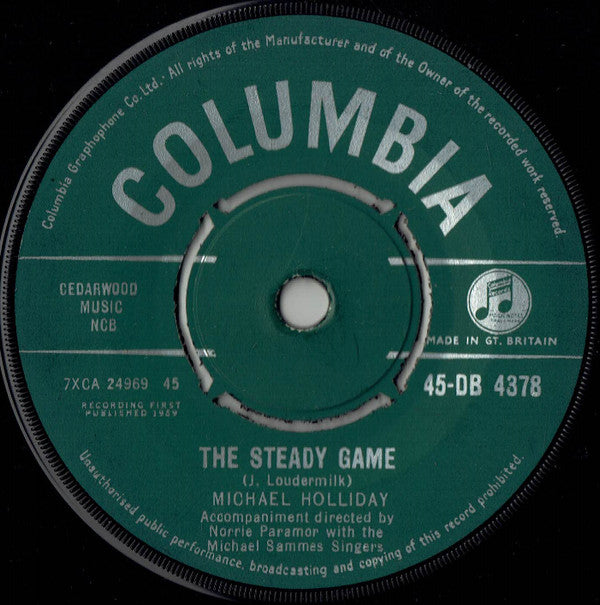 Columbia Graphophone Co. Ltd. · All rights of the Manufacturer and of the Owner of the recorded work reserved.
COLUMBIA
CEDARWOOD
MUSIC
NCB
MADE IN GT. BRITAIN
7XCA 24969 45
45-DB 4378
RECORDING FIRST
PUBLISHED 1959
THE STEADY GAME
(J. Loudermilk)
MICHAEL HOLLIDAY
Accompaniment directed by
Norrie Paramor with the
Michael Sammes Singers
Unauthorised public performance, broadcasting and copying of this record prohibited.